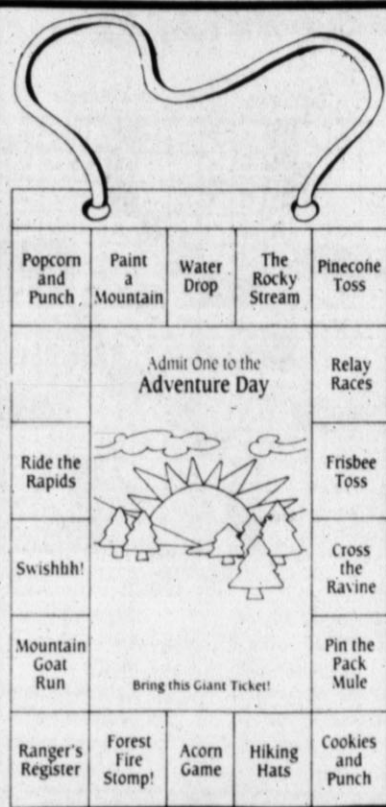 Popcorn
and
Punch
Paint
a
Mountain
Water
Drop
The
Rocky
Stream
Pinecone
Toss
Admit One to the
Adventure Day
Relay
Races
Ride the
Rapids
Frisbee
Toss
Swishhh!
Cross
the
Ravine
Mountain
Goat
Run
Bring this Giant Ticket!
Pin the
Pack
Mule
Ranger's
Register
Forest
Fire
Stomp!
Acorn
Game
Hiking
Hats
Cookies
and
Punch